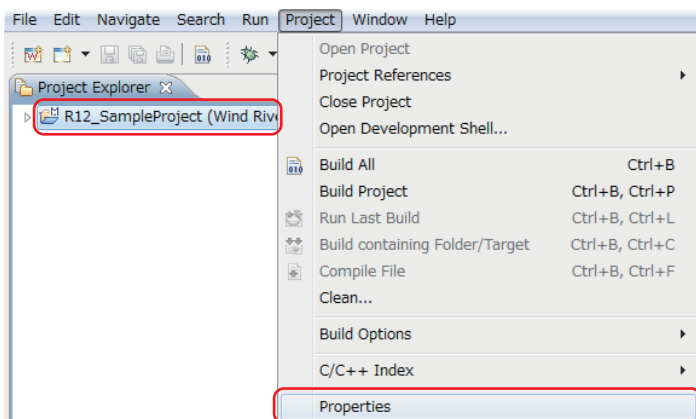 File Edit Navigate Search Run Project Window Help
Project Explorer
R12_SampleProject (Wind
Open Project
Project References
Close Project
Open Development Shell...
Build All Ctrl+B
Build Project Ctrl+B, Ctrl+P
Run Last Build Ctrl+B, Ctrl+L
Build containing Folder/Target Ctrl+B, Ctrl+C
Compile File Ctrl+B, Ctrl+F
Clean...
Build Options
C/C++ Index
Properties